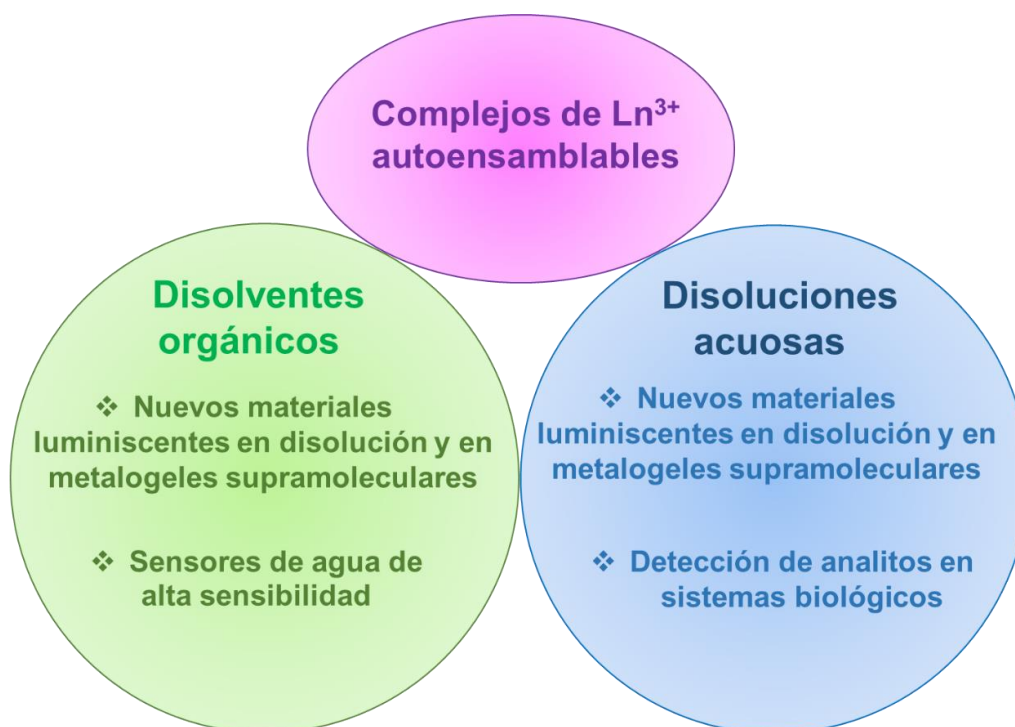 Complejos de Ln³⁺
autoensamblables
Disolventes
orgánicos
❖ Nuevos materiales
luminiscentes en disolución y en
metalogeles supramoleculares
❖ Sensores de agua de
alta sensibilidad
Disoluciones
acuosas
❖ Nuevos materiales
luminiscentes en disolución y en
metalogeles supramoleculares
❖ Detección de analitos en
sistemas biológicos